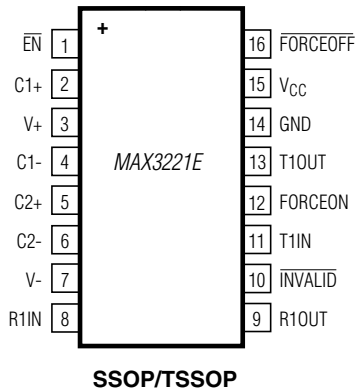 +
EN 1 16 FORCEOFF
C1+ 2 15 VCC
V+ 3 14 GND
C1- 4 MAX3221E 13 T1OUT
C2+ 5 12 FORCEON
C2- 6 11 T1IN
V- 7 10 INVALID
R1IN 8 9 R1OUT
SSOP/TSSOP